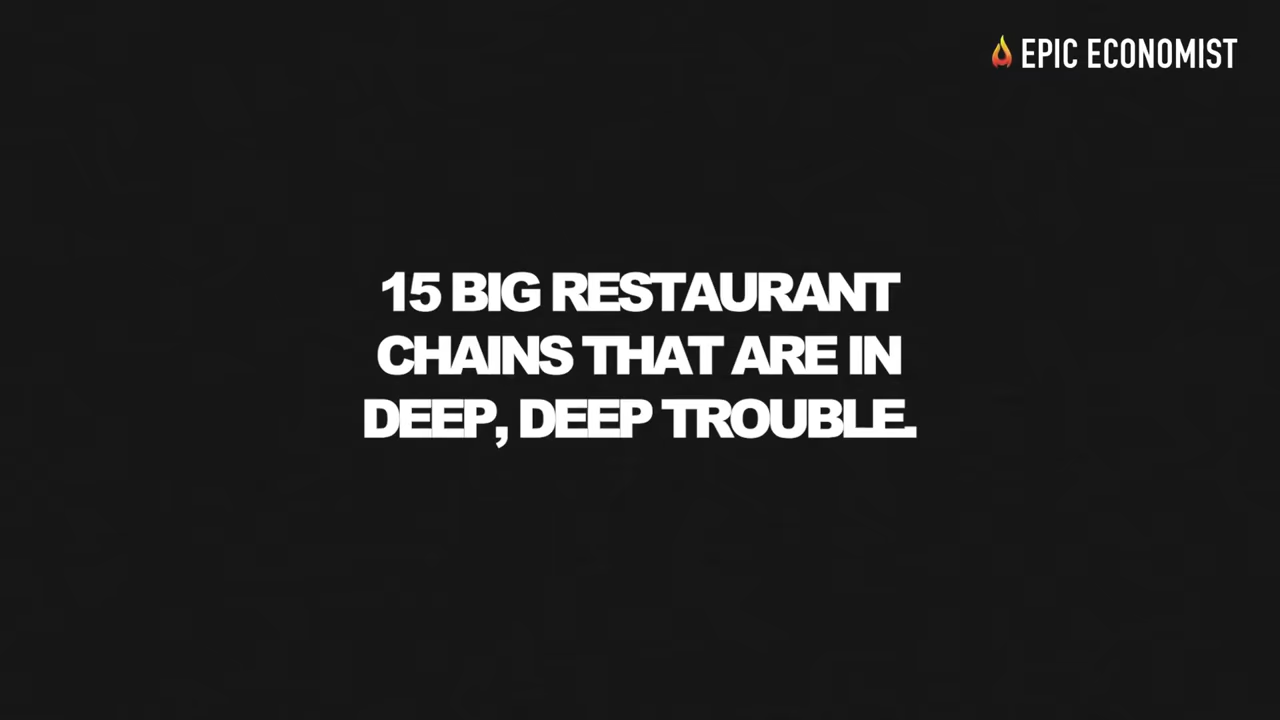 EPIC ECONOMIST
15 BIG RESTAURANT
CHAINS THAT ARE IN
DEEP, DEEP TROUBLE.